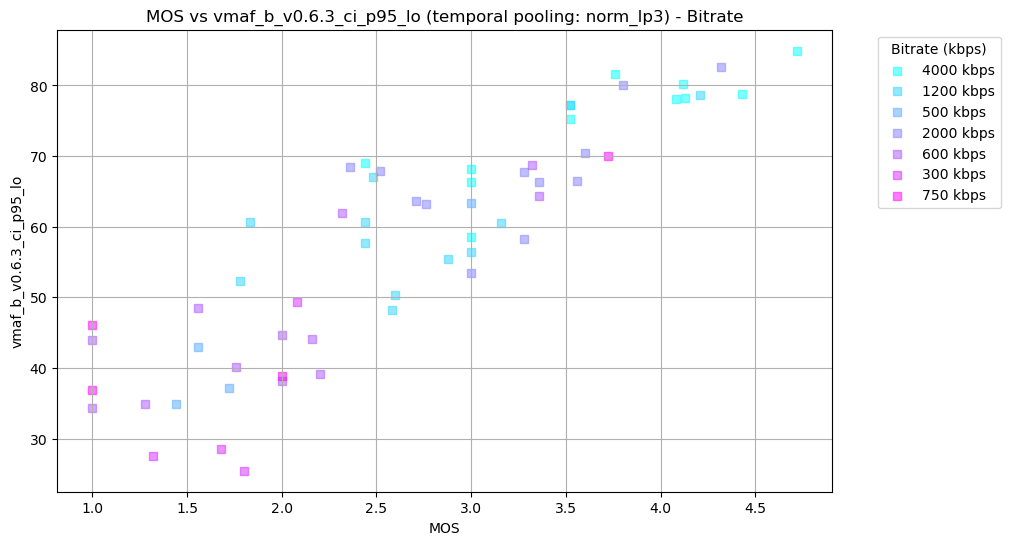 MOS vs vmaf_b_v0.6.3_ci_p95_lo (temporal pooling: norm_lp3) - Bitrate
vmaf_b_v0.6.3_ci_p95_lo
80
70
60
50
40
30
1.0 1.5 2.0 2.5 3.0 3.5 4.0 4.5
MOS
Bitrate (kbps)
4000 kbps
1200 kbps
500 kbps
2000 kbps
600 kbps
300 kbps
750 kbps